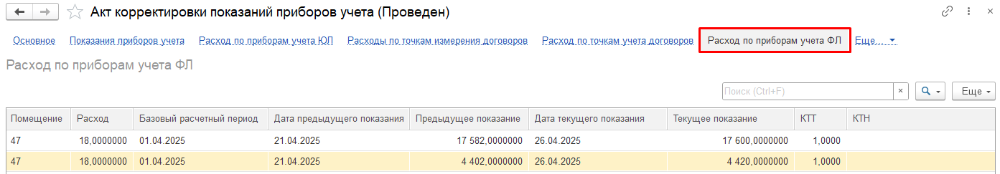 Акт корректировки показаний приборов учета (Проведен)
Основное Показания приборов учета Расход по приборам учета ЮЛ Расходы по точкам измерения договоров Расход по точкам учета договоров Расход по приборам учета ФЛ Еще...
Расход по приборам учета ФЛ
Поиск (Ctrl+F) × Еще
Помещение Расход Базовый расчетный период Дата предыдущего показания Предыдущее показание Дата текущего показания Текущее показание КТТ КТН
47 18,0000000 01.04.2025 21.04.2025 17 582,0000000 26.04.2025 17 600,0000000 1,0000
47 18,0000000 01.04.2025 21.04.2025 4 402,0000000 26.04.2025 4 420,0000000 1,0000